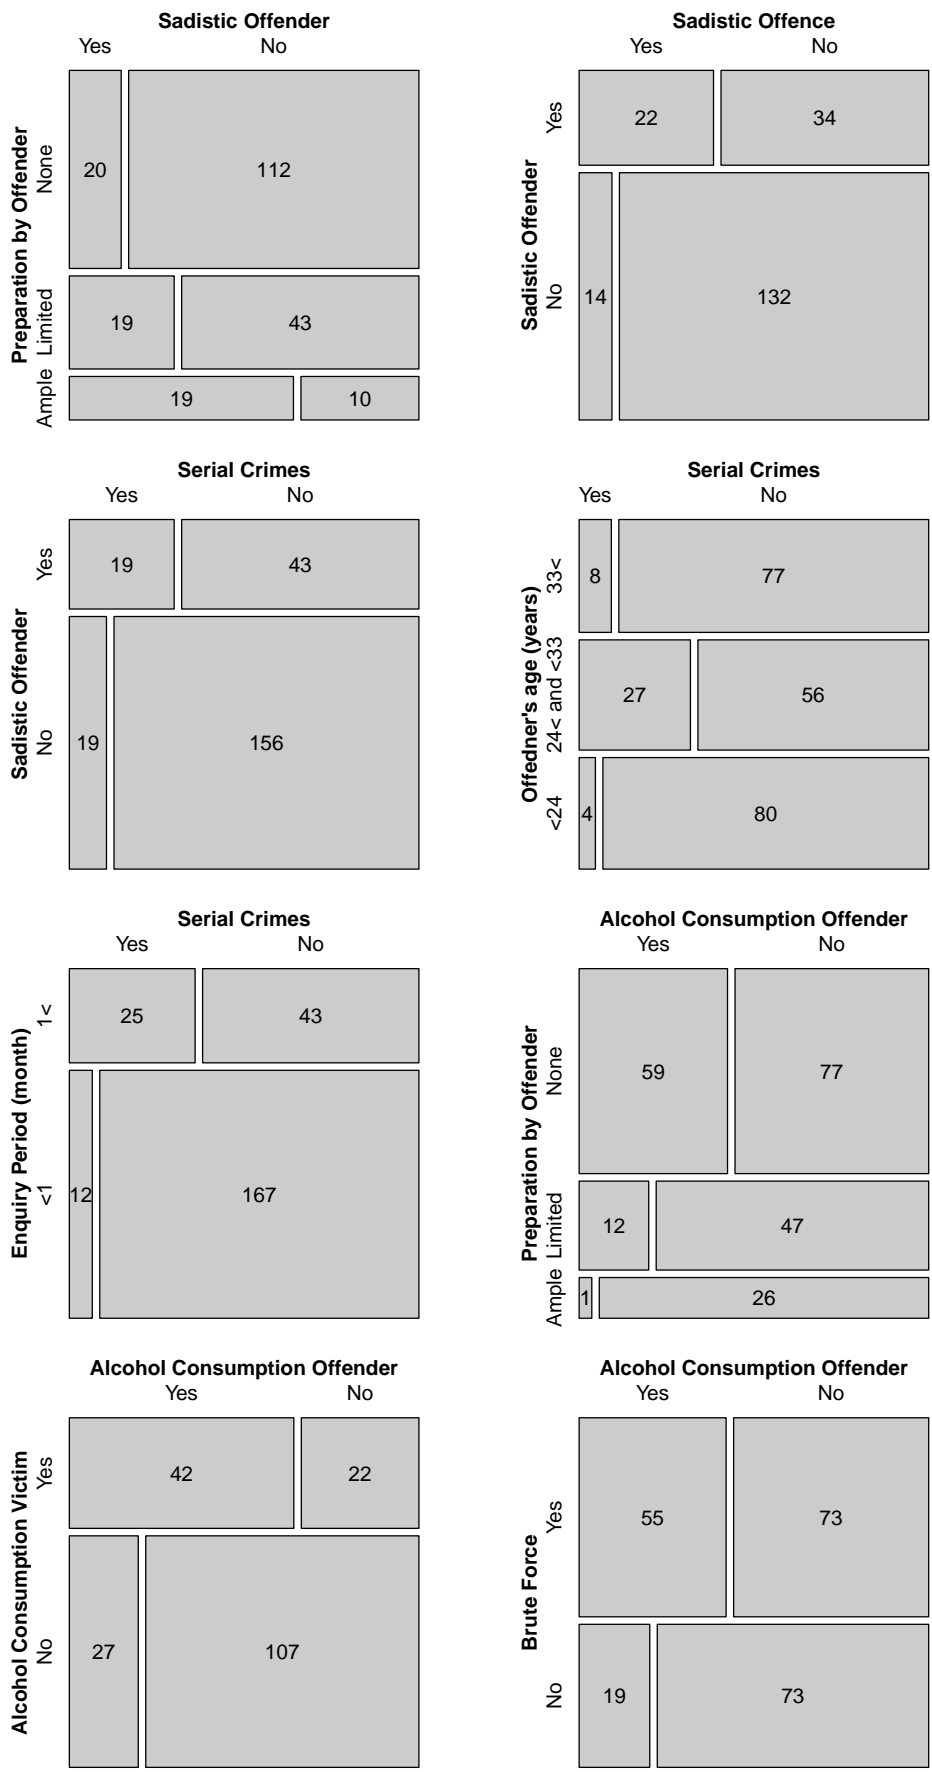 Sadistic Offender
Yes No
Preparation by Offender
None
20 112
Limited
19 43
Ample
19 10
Sadistic Offence
Yes No
Sadistic Offender
Yes
22 34
No
14 132
Serial Crimes
Yes No
Sadistic Offender
Yes
19 43
No
19 156
Serial Crimes
Yes No
Offedner's age (years)
33<
8 77
24< and <33
27 56
<24
4 80
Serial Crimes
Yes No
Enquiry Period (month)
1<
25 43
<1
12 167
Alcohol Consumption Offender
Yes No
Preparation by Offender
None
59 77
Limited
12 47
Ample
1 26
Alcohol Consumption Offender
Yes No
Alcohol Consumption Victim
Yes
42 22
No
27 107
Alcohol Consumption Offender
Yes No
Brute Force
Yes
55 73
No
19 73